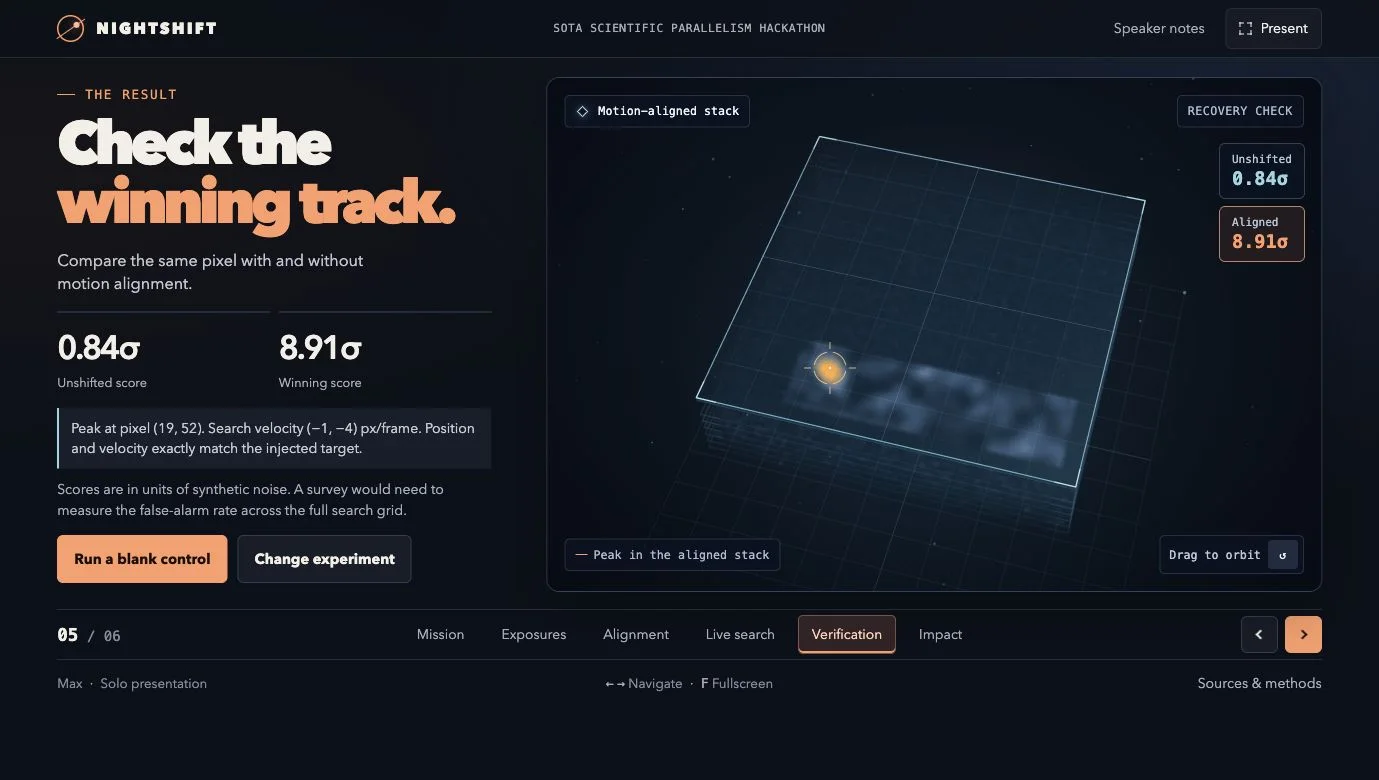 NIGHTSHIFT
SOTA SCIENTIFIC PARALLELISM HACKATHON
Speaker notes
Present
— THE RESULT
Check the
winning track.
Compare the same pixel with and without
motion alignment.
0.84σ
Unshifted score
8.91σ
Winning score
Peak at pixel (19, 52). Search velocity (−1, −4) px/frame. Position
and velocity exactly match the injected target.
Scores are in units of synthetic noise. A survey would need to
measure the false-alarm rate across the full search grid.
Run a blank control
Change experiment
Motion-aligned stack
RECOVERY CHECK
Unshifted
0.84σ
Aligned
8.91σ
— Peak in the aligned stack
Drag to orbit ↺
05 / 06
Mission
Exposures
Alignment
Live search
Verification
Impact
Max · Solo presentation
←→ Navigate · F Fullscreen
Sources & methods